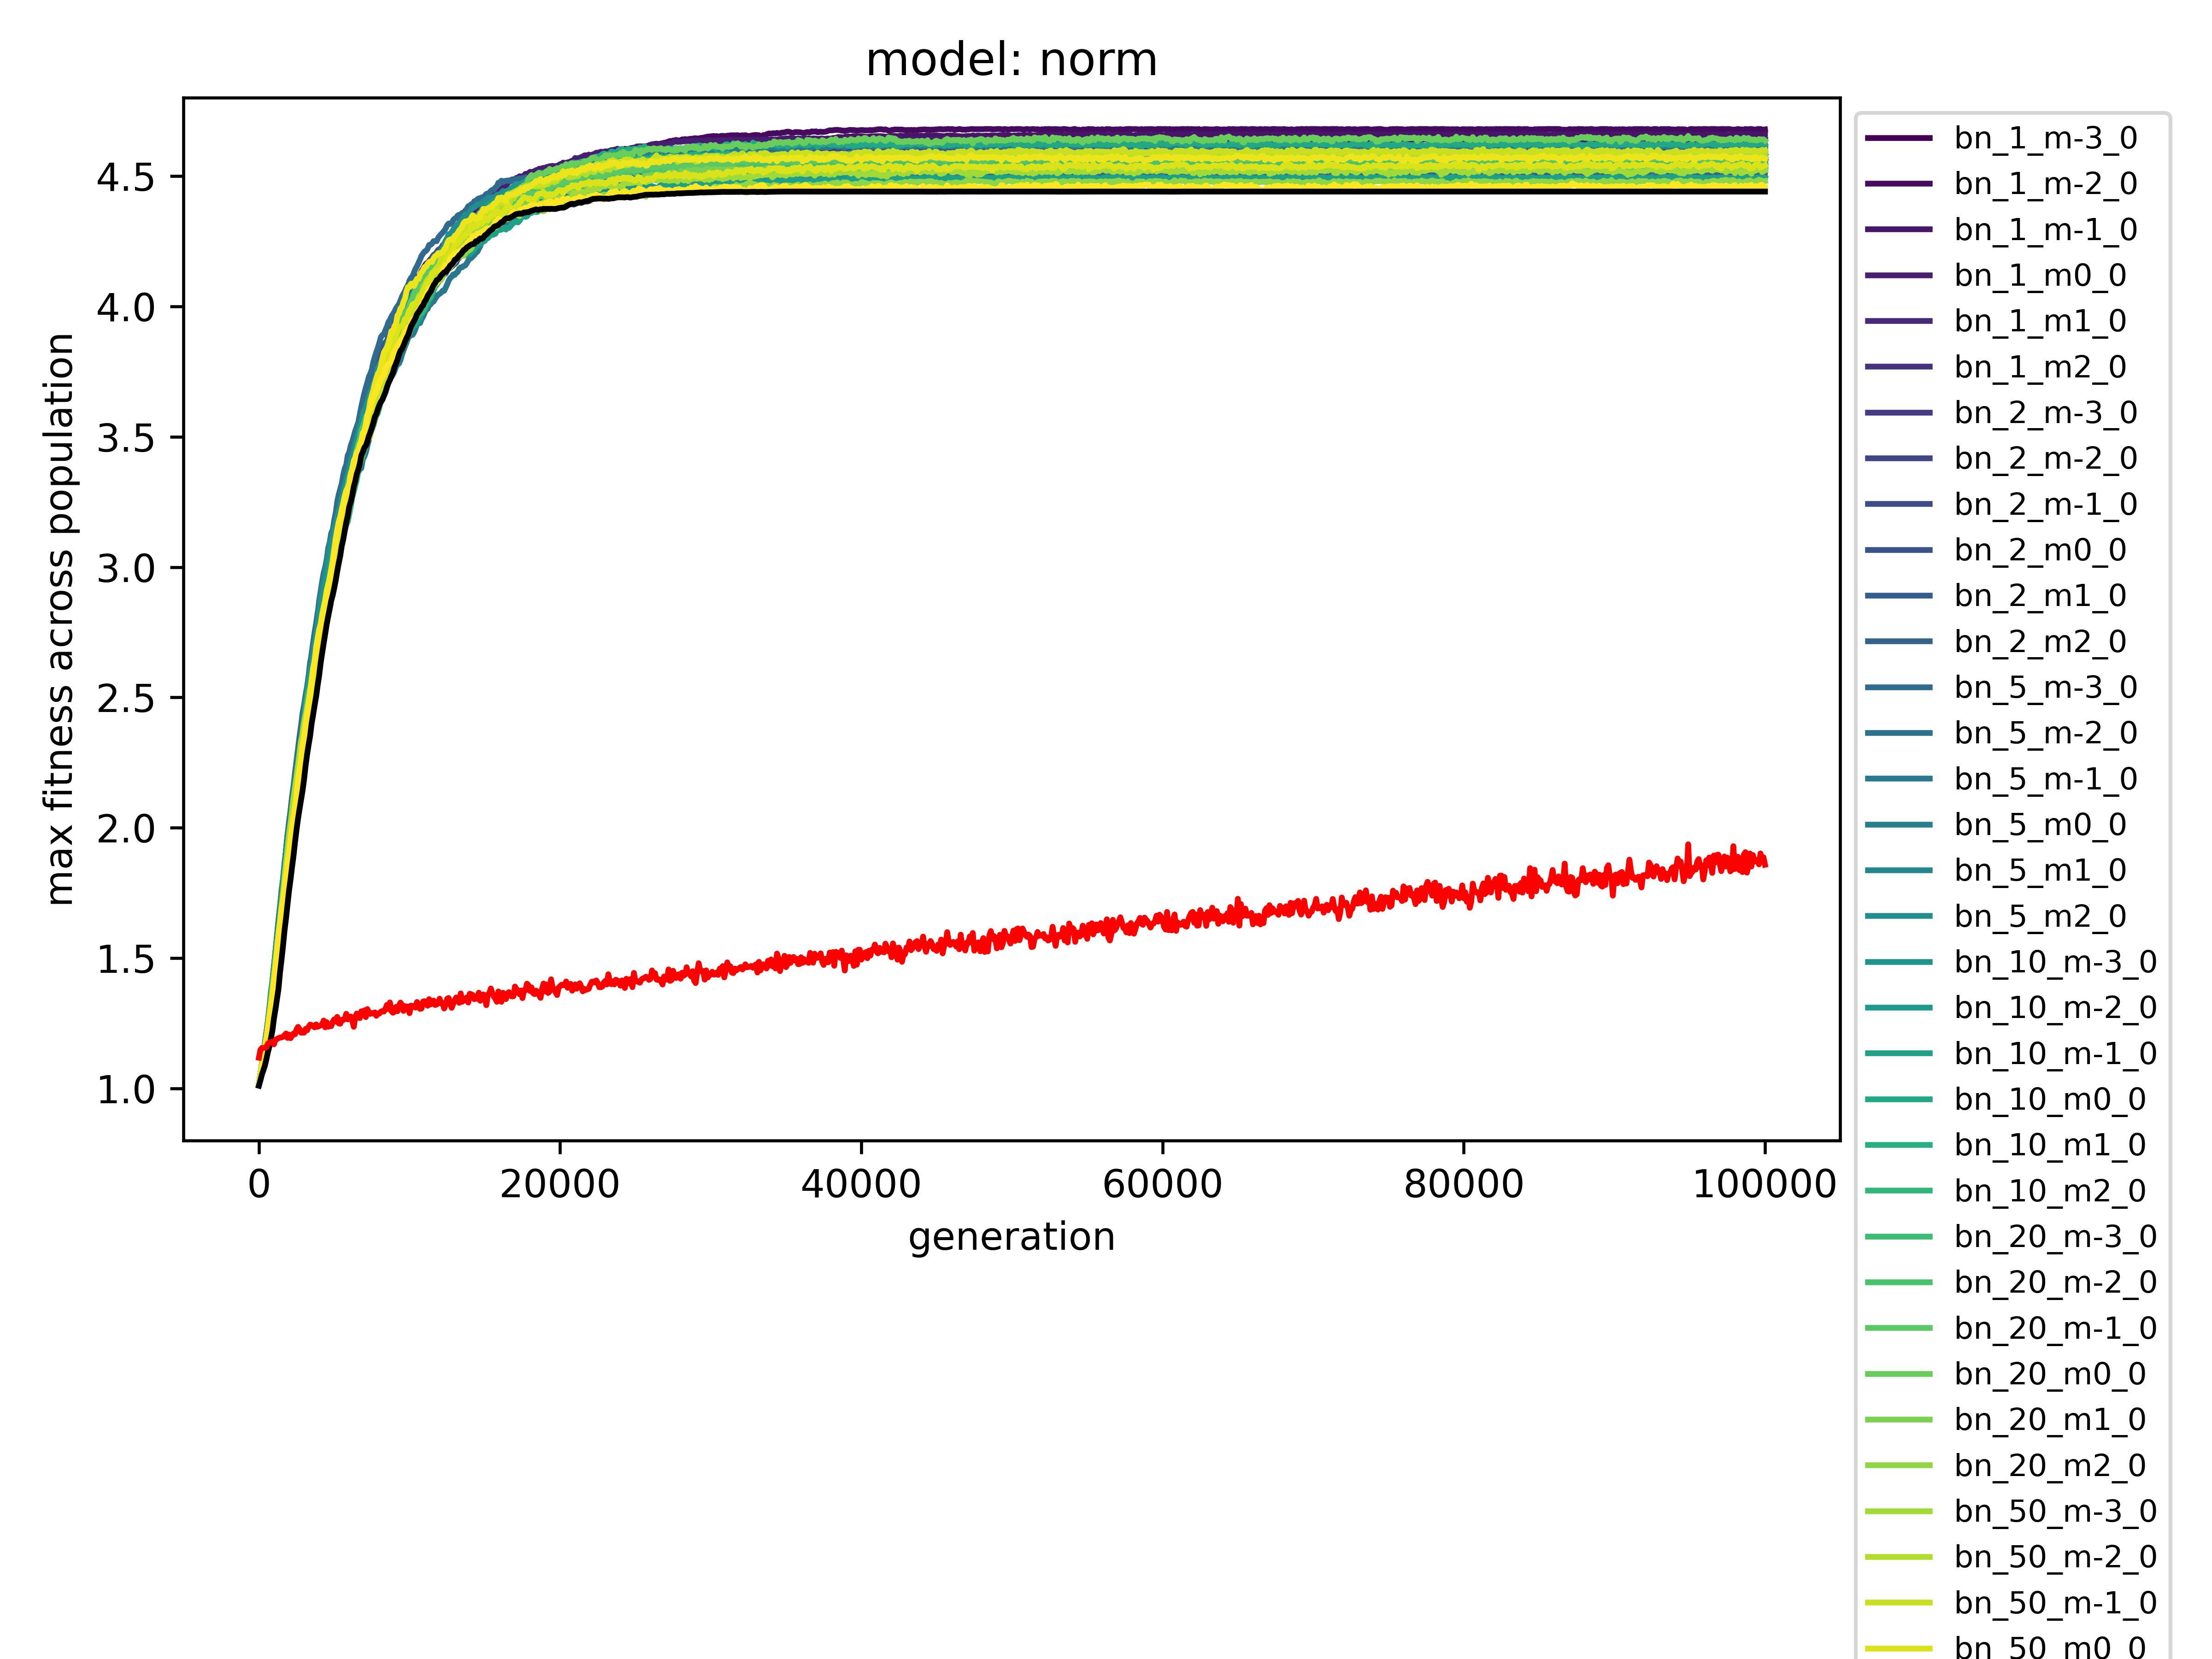 model: norm
4.5
4.0
3.5
3.0
2.5
2.0
1.5
1.0
max fitness across population
0 20000 40000 60000 80000 100000
generation
bn_1_m-3_0
bn_1_m-2_0
bn_1_m-1_0
bn_1_m0_0
bn_1_m1_0
bn_1_m2_0
bn_2_m-3_0
bn_2_m-2_0
bn_2_m-1_0
bn_2_m0_0
bn_2_m1_0
bn_2_m2_0
bn_5_m-3_0
bn_5_m-2_0
bn_5_m-1_0
bn_5_m0_0
bn_5_m1_0
bn_5_m2_0
bn_10_m-3_0
bn_10_m-2_0
bn_10_m-1_0
bn_10_m0_0
bn_10_m1_0
bn_10_m2_0
bn_20_m-3_0
bn_20_m-2_0
bn_20_m-1_0
bn_20_m0_0
bn_20_m1_0
bn_20_m2_0
bn_50_m-3_0
bn_50_m-2_0
bn_50_m-1_0
bn_50_m0_0